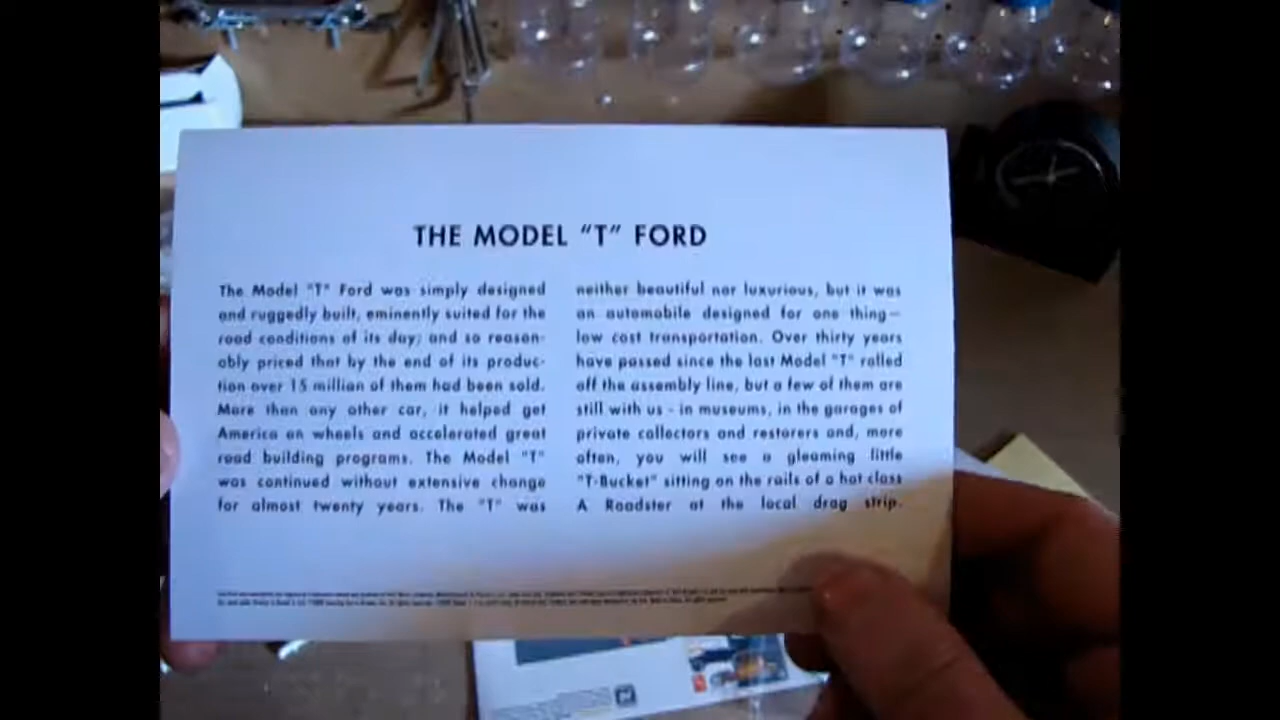 THE MODEL "T" FORD
The Model "T" Ford was simply designed
and ruggedly built, eminently suited for the
road conditions of its day; and so reason-
ably priced that by the end of its produc-
tion over 15 million of them had been sold.
More than any other car, it helped get
America on wheels and accelerated great
road building programs. The Model "T"
was continued without extensive change
for almost twenty years. The "T" was
neither beautiful nor luxurious, but it was
an automobile designed for one thing—
low cost transportation. Over thirty years
have passed since the last Model "T" rolled
off the assembly line, but a few of them are
still with us - in museums, in the garages of
private collectors and restorers and, more
often, you will see a gleaming little
"T-Bucket" sitting on the rails of a hot class
A Roadster at the local drag strip.